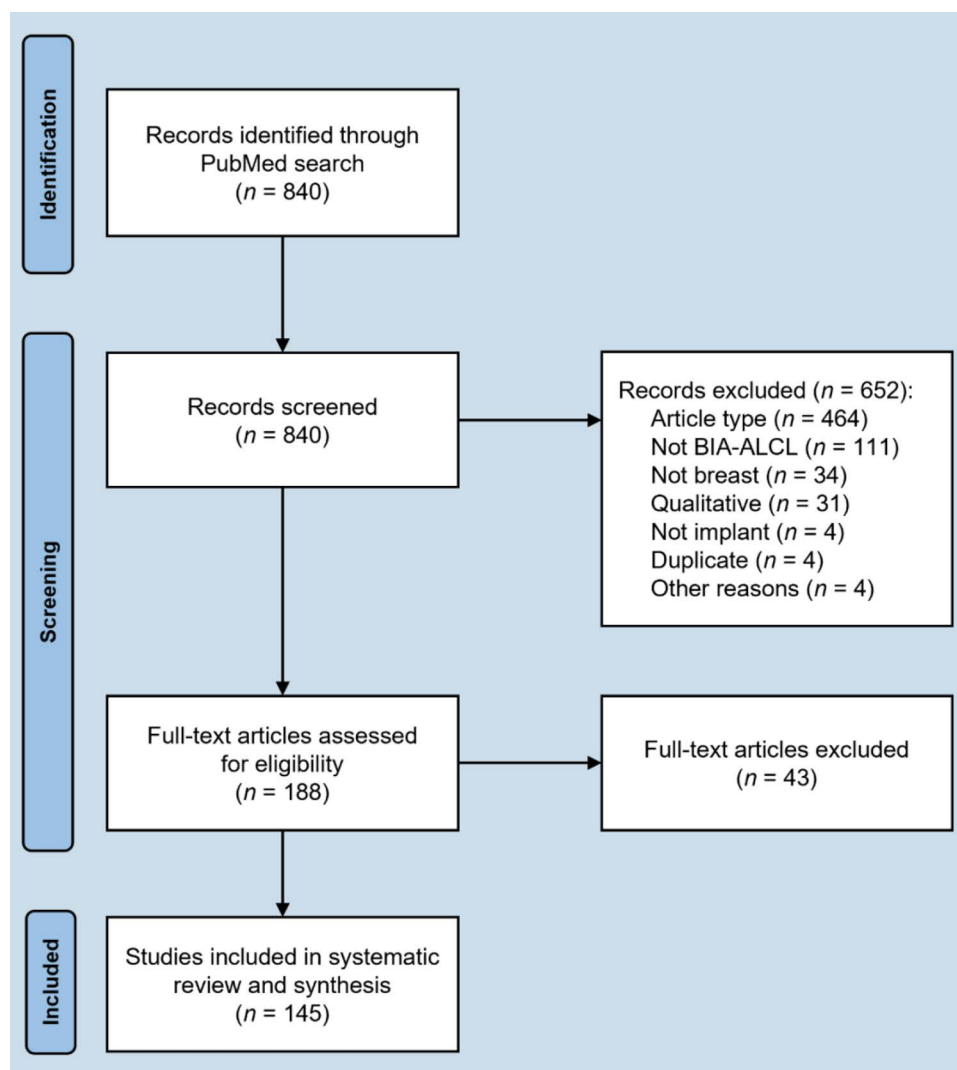 Identification
Records identified through
PubMed search
(n = 840)
Screening
Records screened
(n = 840)
Records excluded (n = 652):
Article type (n = 464)
Not BIA-ALCL (n = 111)
Not breast (n = 34)
Qualitative (n = 31)
Not implant (n = 4)
Duplicate (n = 4)
Other reasons (n = 4)
Full-text articles assessed
for eligibility
(n = 188)
Full-text articles excluded
(n = 43)
Included
Studies included in systematic
review and synthesis
(n = 145)